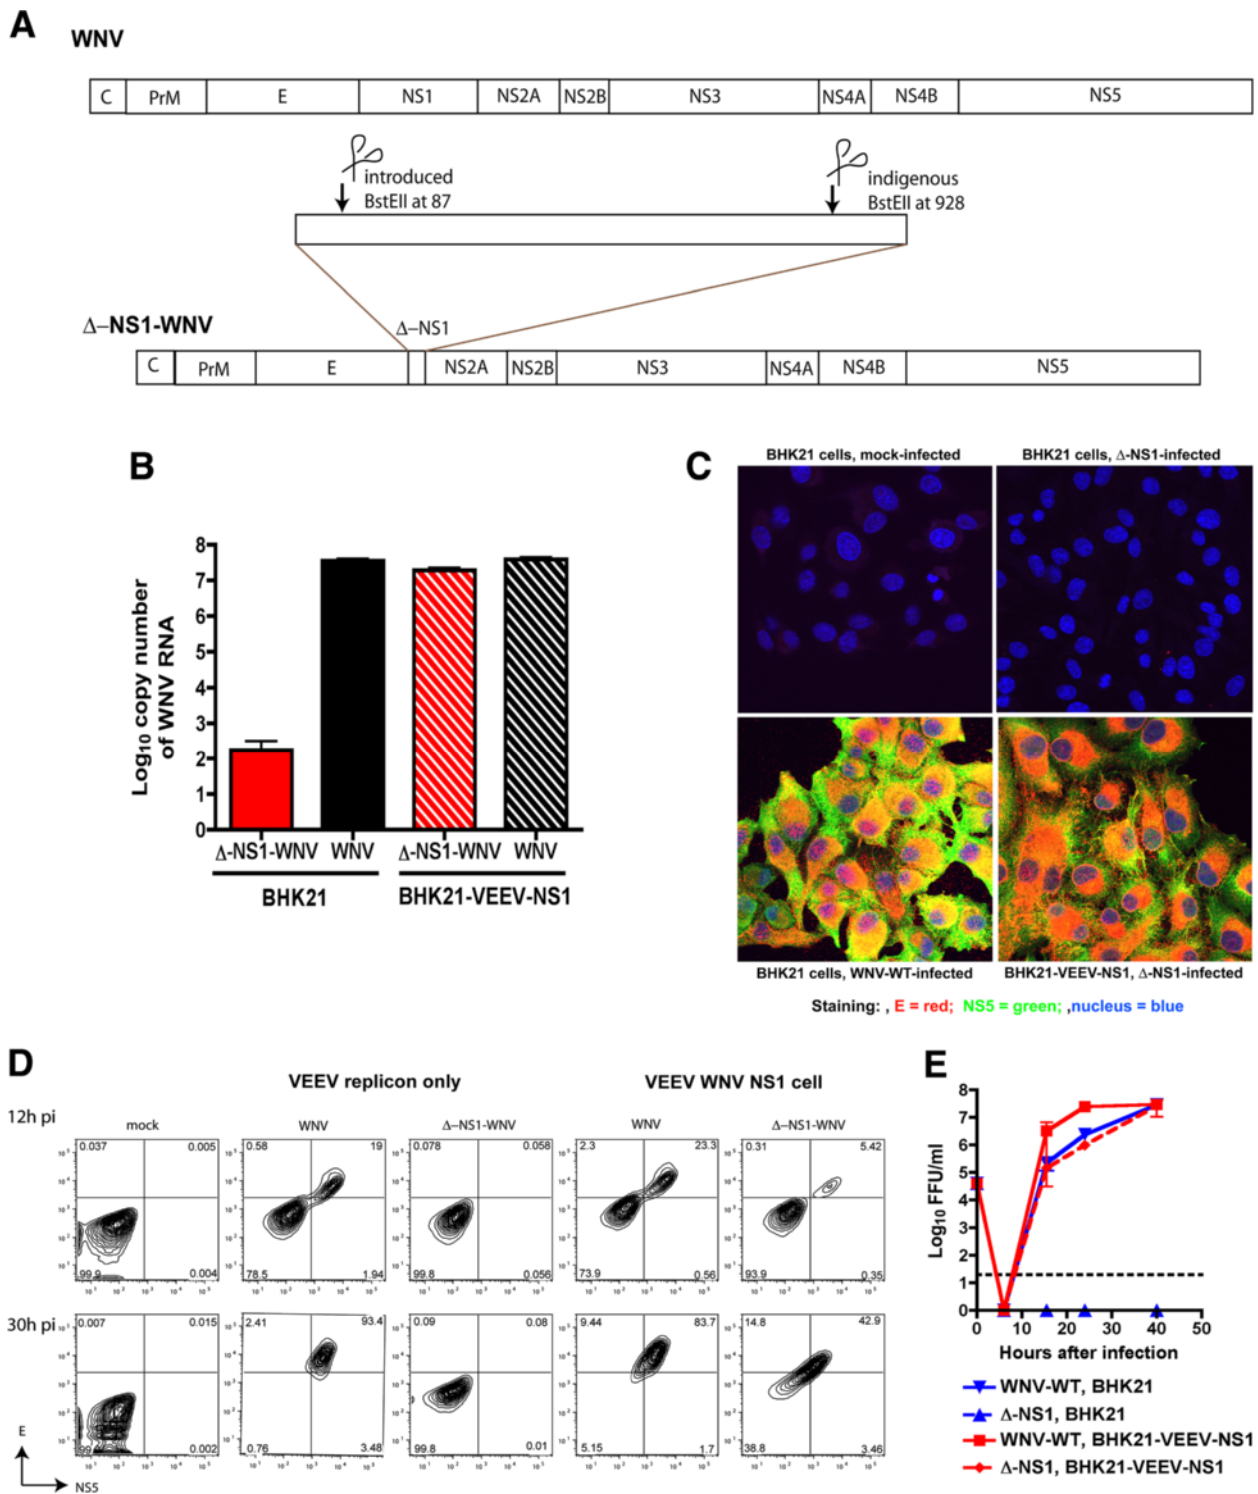 A
WNV
C PrM E NS1 NS2A NS2B NS3 NS4A NS4B NS5
introduced
BstEII at 87
indigenous
BstEII at 928
Δ–NS1-WNV
Δ–NS1
C PrM E NS2A NS2B NS3 NS4A NS4B NS5
B
Log10 copy number
of WNV RNA
8
7
6
5
4
3
2
1
0
Δ-NS1-WNV WNV Δ-NS1-WNV WNV
BHK21 BHK21-VEEV-NS1
C
BHK21 cells, mock-infected BHK21 cells, Δ-NS1-infected
BHK21 cells, WNV-WT-infected BHK21-VEEV-NS1, Δ-NS1-infected
Staining: , E = red; NS5 = green; ,nucleus = blue
D
VEEV replicon only VEEV WNV NS1 cell
12h pi
mock WNV Δ–NS1-WNV WNV Δ–NS1-WNV
0.037 0.005 0.58 19 0.078 0.058 2.3 23.3 0.31 5.42
0.004 78.5 1.94 99.8 0.056 73.9 0.56 93.9 0.35
30h pi
0.007 0.015 2.41 93.4 0.09 0.08 9.44 83.7 14.8 42.9
0.002 0.76 3.48 99.8 0.01 5.15 1.7 38.8 3.46
E
NS5
E
Log10 FFU/ml
8
7
6
5
4
3
2
1
0
0 10 20 30 40 50
Hours after infection
WNV-WT, BHK21
Δ-NS1, BHK21
WNV-WT, BHK21-VEEV-NS1
Δ-NS1, BHK21-VEEV-NS1